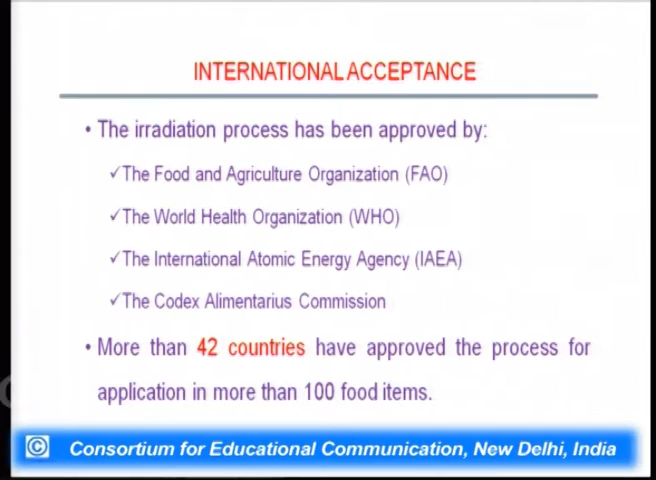 INTERNATIONAL ACCEPTANCE
• The irradiation process has been approved by:
✓The Food and Agriculture Organization (FAO)
✓The World Health Organization (WHO)
✓The International Atomic Energy Agency (IAEA)
✓The Codex Alimentarius Commission
• More than 42 countries have approved the process for
application in more than 100 food items.
© Consortium for Educational Communication, New Delhi, India